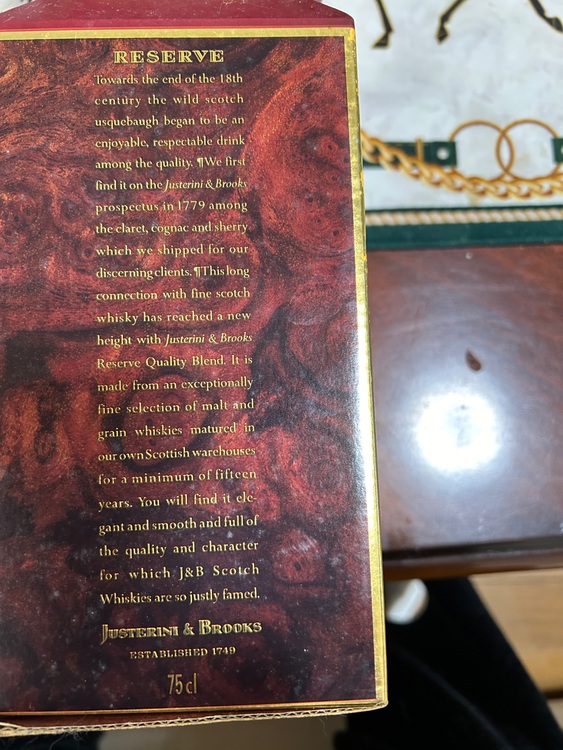 RESERVE
Towards the end of the 18th
century the wild scotch
usquebaugh began to be an
enjoyable, respectable drink
among the quality. ¶We first
find it on the Justerini & Brooks
prospectus in 1779 among
the claret, cognac and sherry
which we shipped for our
discerning clients. ¶This long
connection with fine scotch
whisky has reached a new
height with Justerini & Brooks
Reserve Quality Blend. It is
made from an exceptionally
fine selection of malt and
grain whiskies matured in
our own Scottish warehouses
for a minimum of fifteen
years. You will find it ele-
gant and smooth and full of
the quality and character
for which J&B Scotch
Whiskies are so justly famed.
JUSTERINI & BROOKS
ESTABLISHED 1749
75 cl